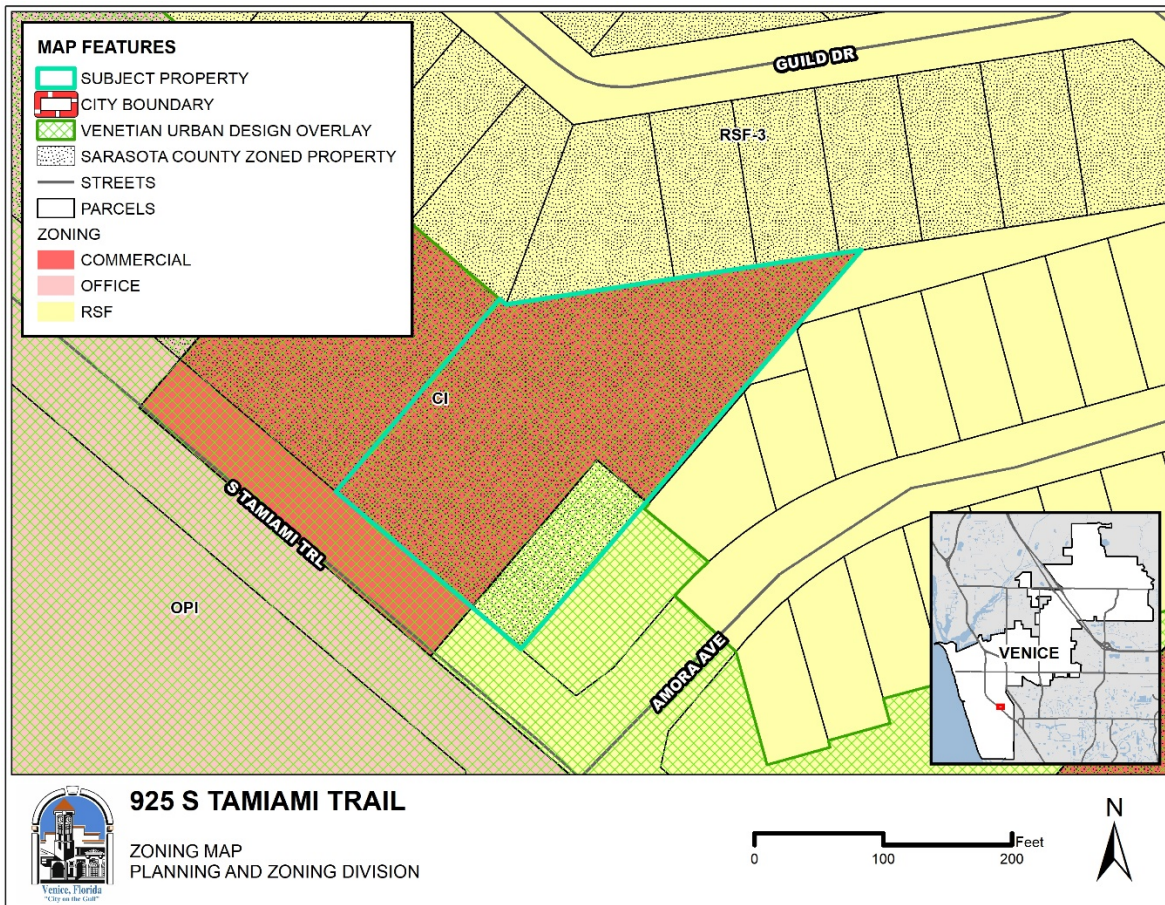 MAP FEATURES
SUBJECT PROPERTY
CITY BOUNDARY
VENETIAN URBAN DESIGN OVERLAY
SARASOTA COUNTY ZONED PROPERTY
STREETS
PARCELS
ZONING
COMMERCIAL
OFFICE
RSF
GUILD DR
RSF-3
CI
S TAMIAMI TRL
OPI
AMORA AVE
VENICE
925 S TAMIAMI TRAIL
ZONING MAP
PLANNING AND ZONING DIVISION
Venice, Florida
"City on the Gulf"
Feet
0 100 200
N